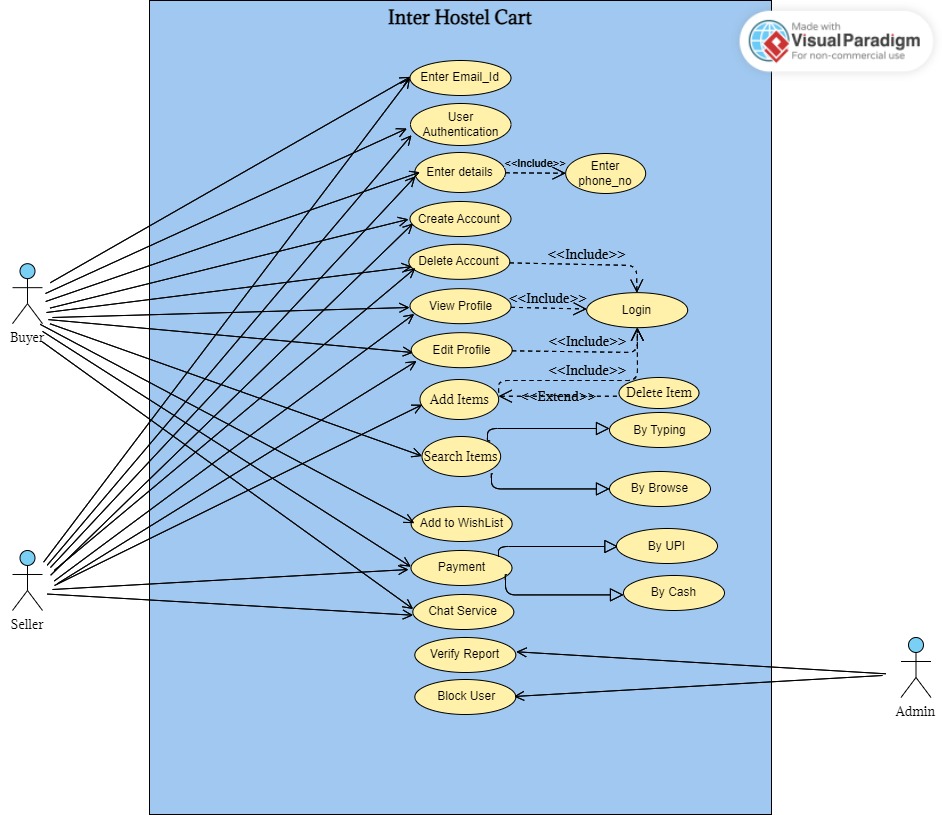 Inter Hostel Cart
Made with
Visual Paradigm
For non-commercial use
Enter Email_Id
User
Authentication
Enter details
<<Include>>
Enter
phone_no
Create Account
Delete Account
<<Include>>
View Profile
<<Include>>
Login
Buyer
Edit Profile
<<Include>>
<<Include>>
Add Items
<<Extend>>
Delete Item
By Typing
Search Items
By Browse
Add to WishList
By UPI
Payment
By Cash
Chat Service
Seller
Verify Report
Block User
Admin